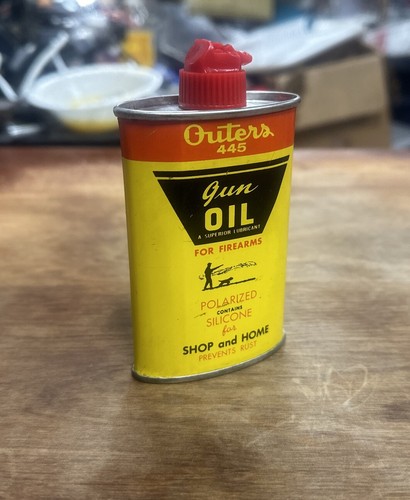 Outers
445
Gun
OIL
A SUPERIOR LUBRICANT
FOR FIREARMS
POLARIZED
CONTAINS
SILICONE
for
SHOP and HOME
PREVENTS RUST